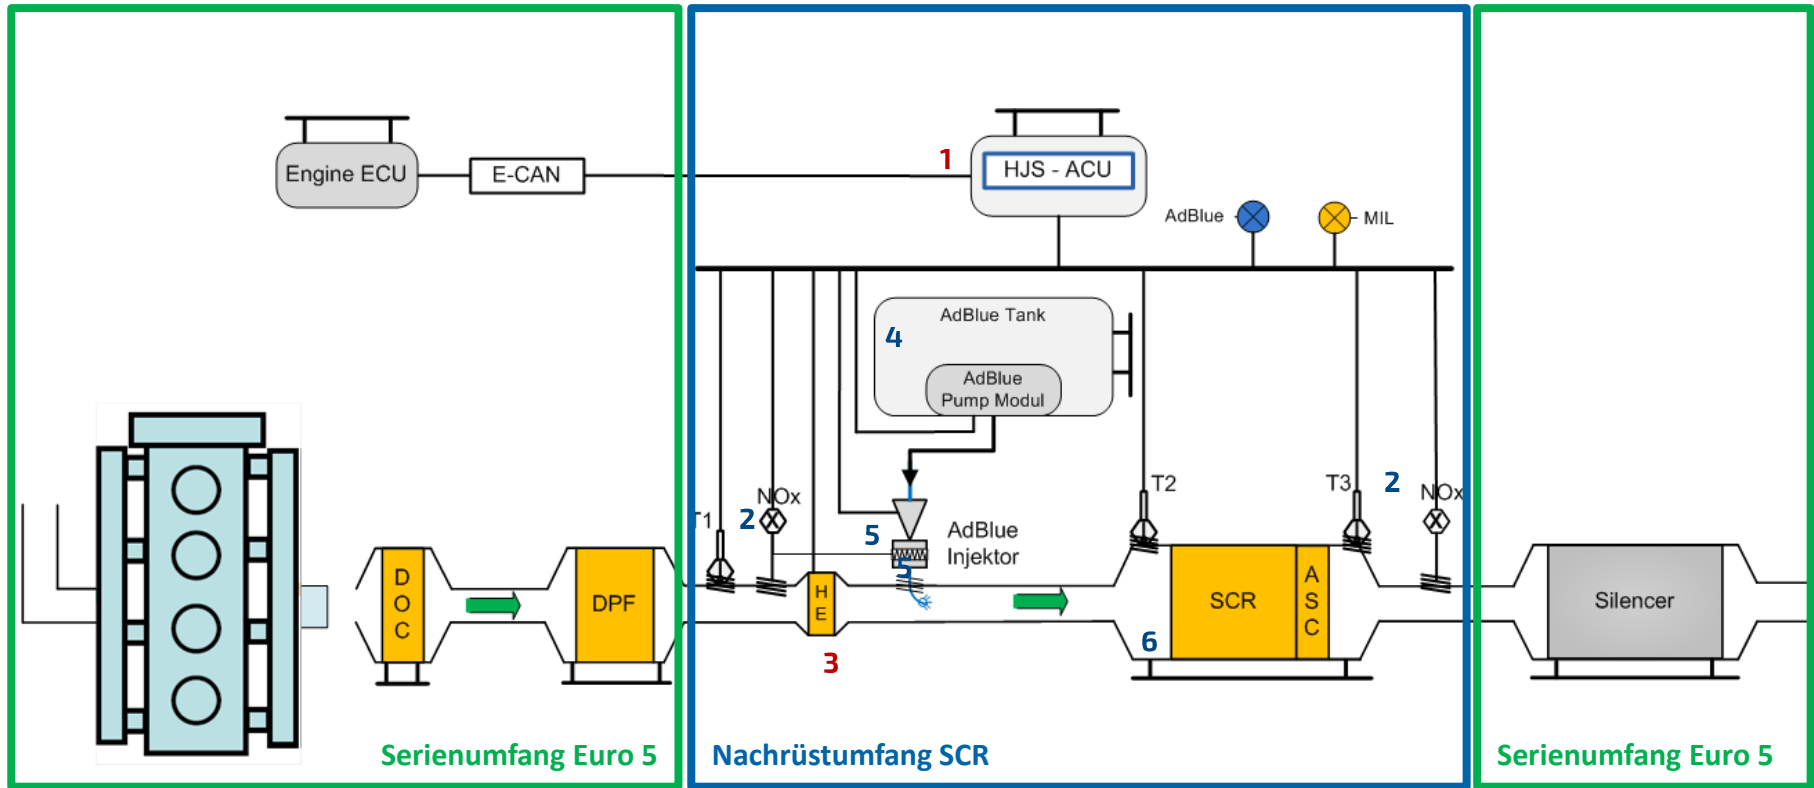 Engine ECU
E-CAN
1
HJS - ACU
AdBlue
MIL
AdBlue Tank
4
AdBlue
Pump Modul
T1
2
NOx
5
AdBlue
Injektor
5
T2
T3
2
NOx
D
O
C
DPF
H
E
3
SCR
A
S
C
6
Silencer
Serienumfang Euro 5
Nachrüstumfang SCR
Serienumfang Euro 5